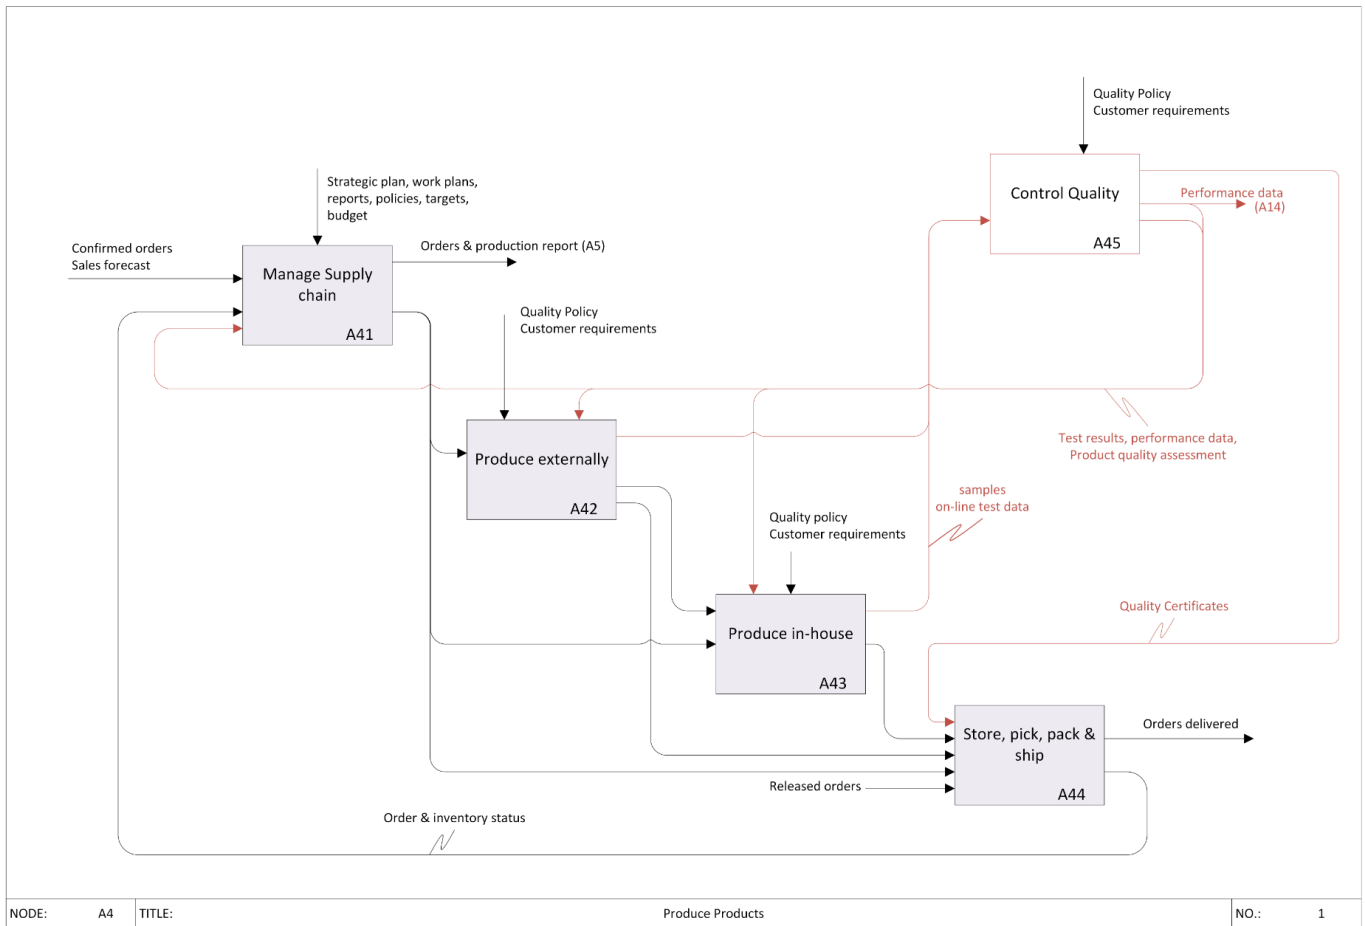 Quality Policy
Customer requirements
Control Quality
A45
Performance data
(A14)
Strategic plan, work plans,
reports, policies, targets,
budget
Confirmed orders
Sales forecast
Manage Supply
chain
A41
Orders & production report (A5)
Quality Policy
Customer requirements
Produce externally
A42
Test results, performance data,
Product quality assessment
samples
on-line test data
Quality policy
Customer requirements
Produce in-house
A43
Quality Certificates
Store, pick, pack &
ship
A44
Orders delivered
Released orders
Order & inventory status
NODE: A4 TITLE: Produce Products NO.: 1